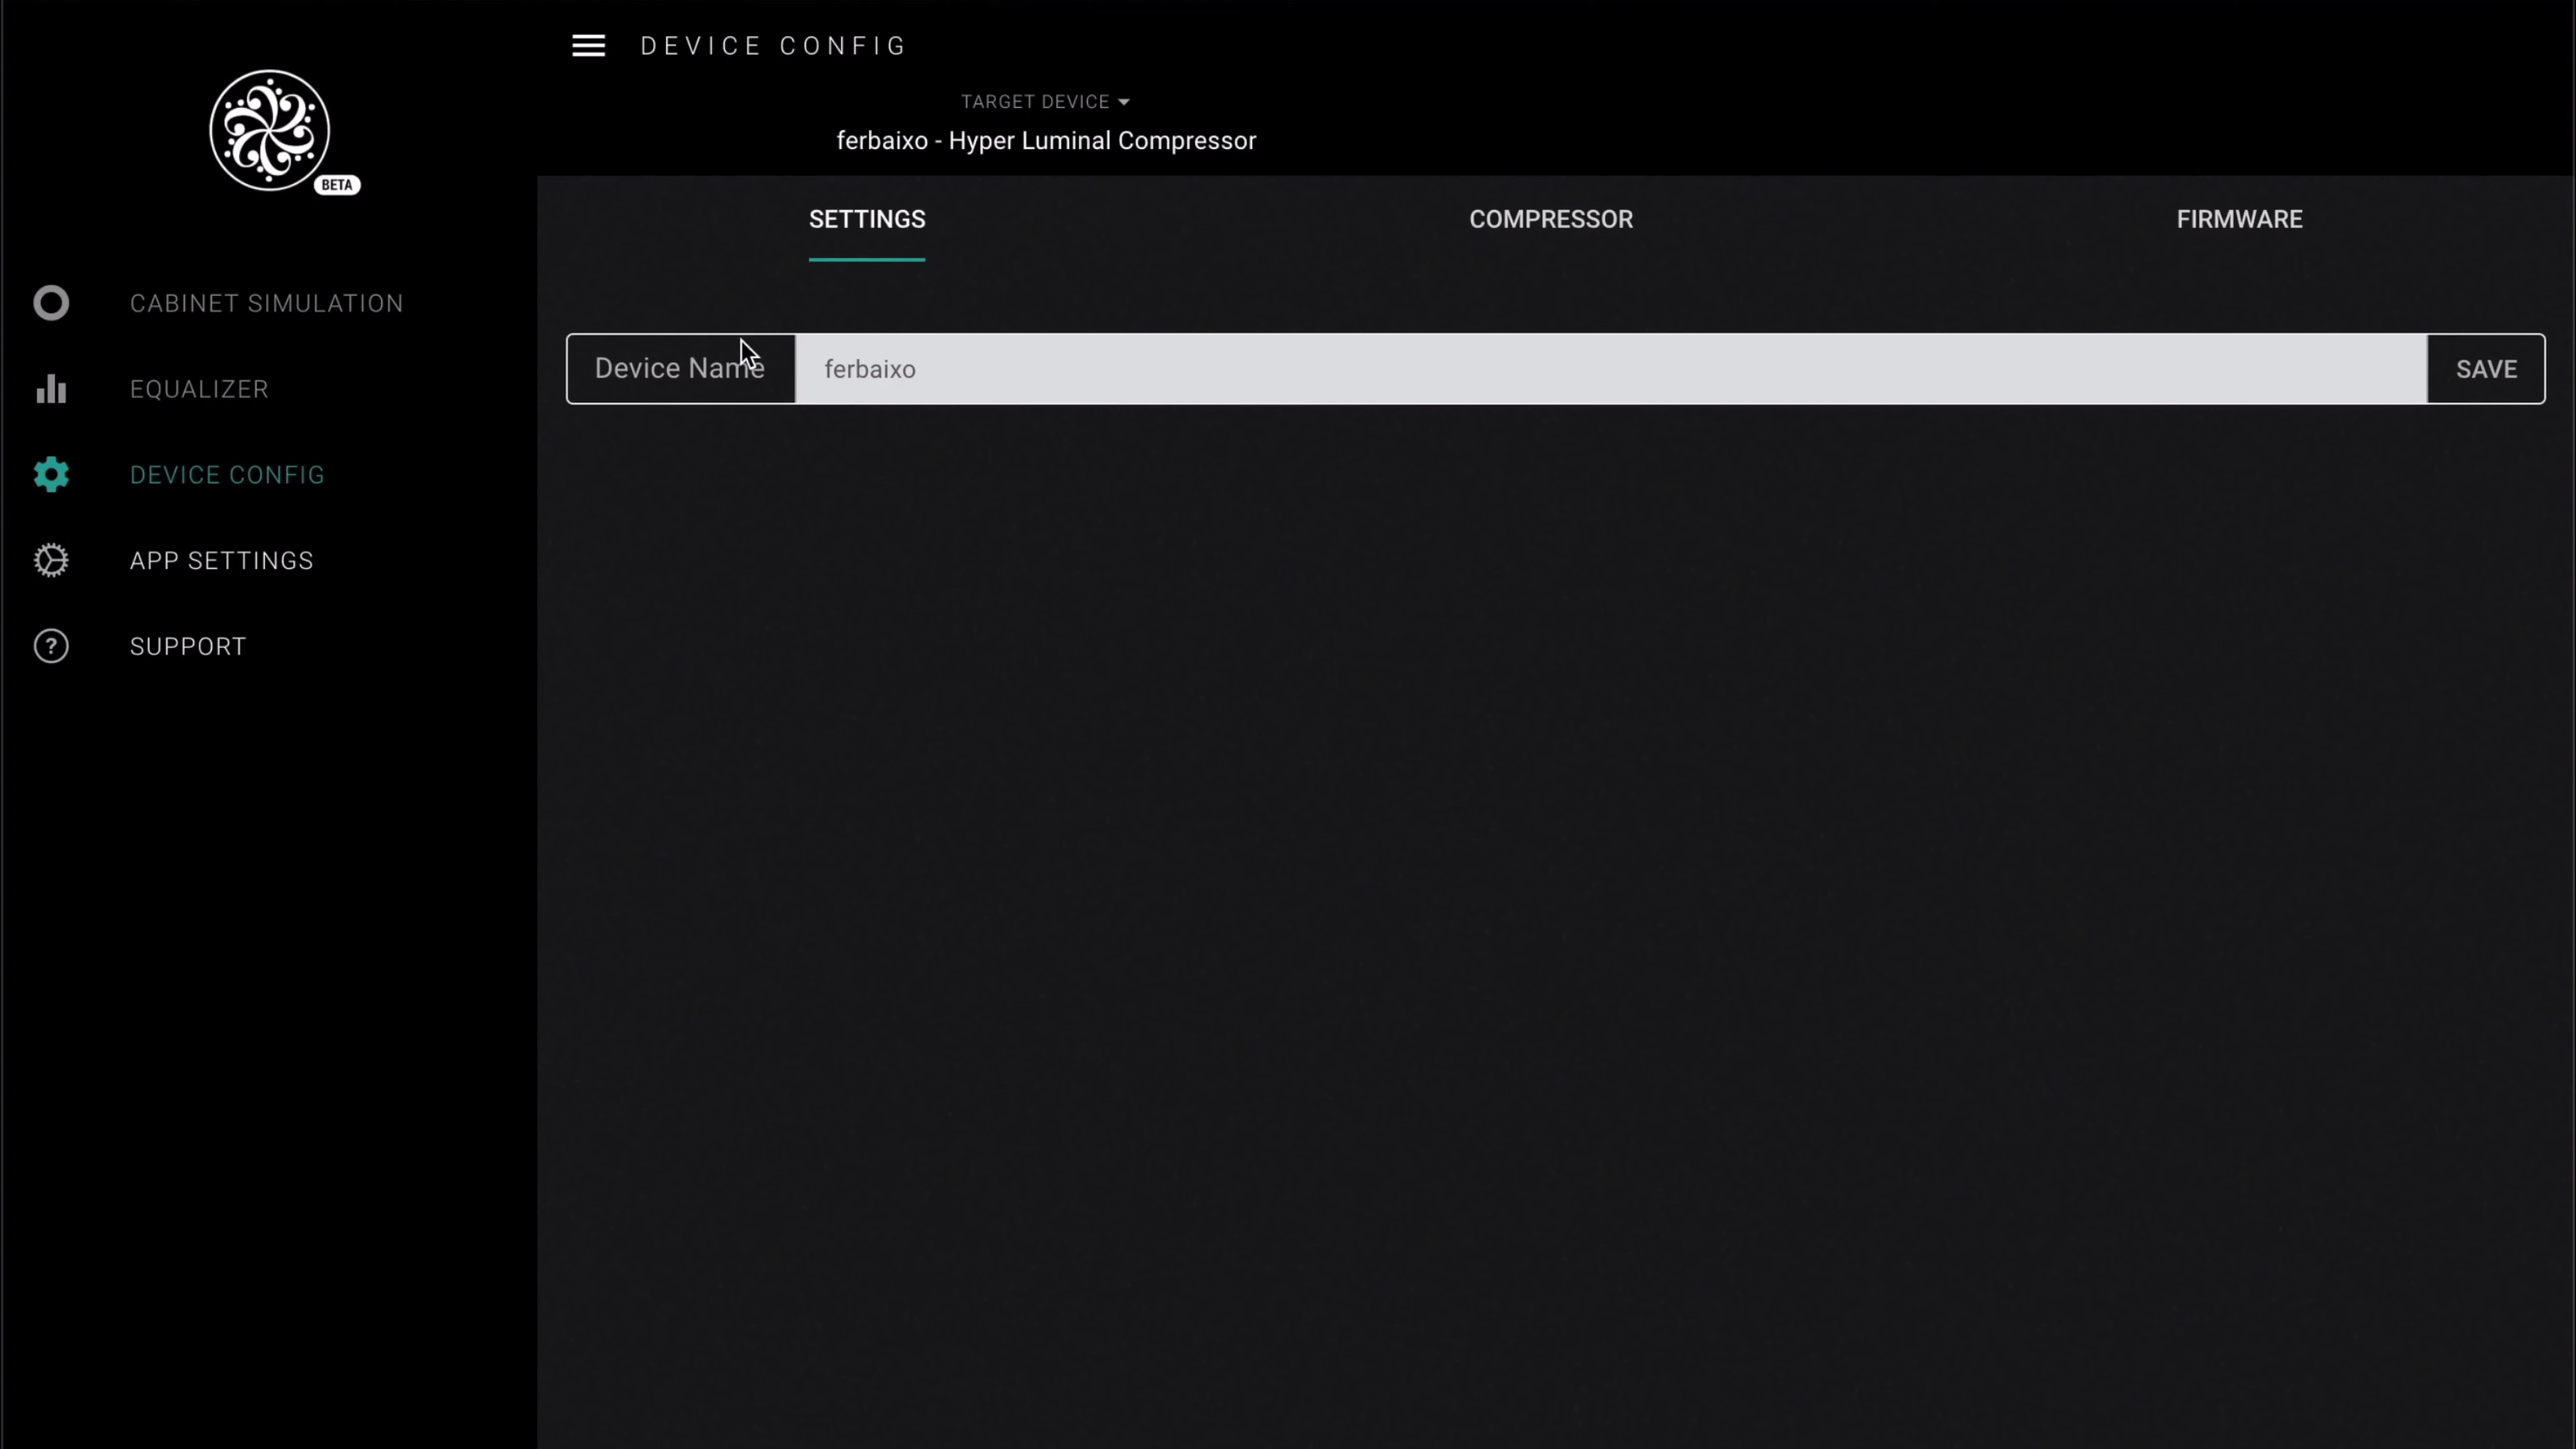 DEVICE CONFIG
TARGET DEVICE
ferbaixo - Hyper Luminal Compressor
BETA
SETTINGS
COMPRESSOR
FIRMWARE
CABINET SIMULATION
EQUALIZER
DEVICE CONFIG
APP SETTINGS
? SUPPORT
Device Name
ferbaixo
SAVE